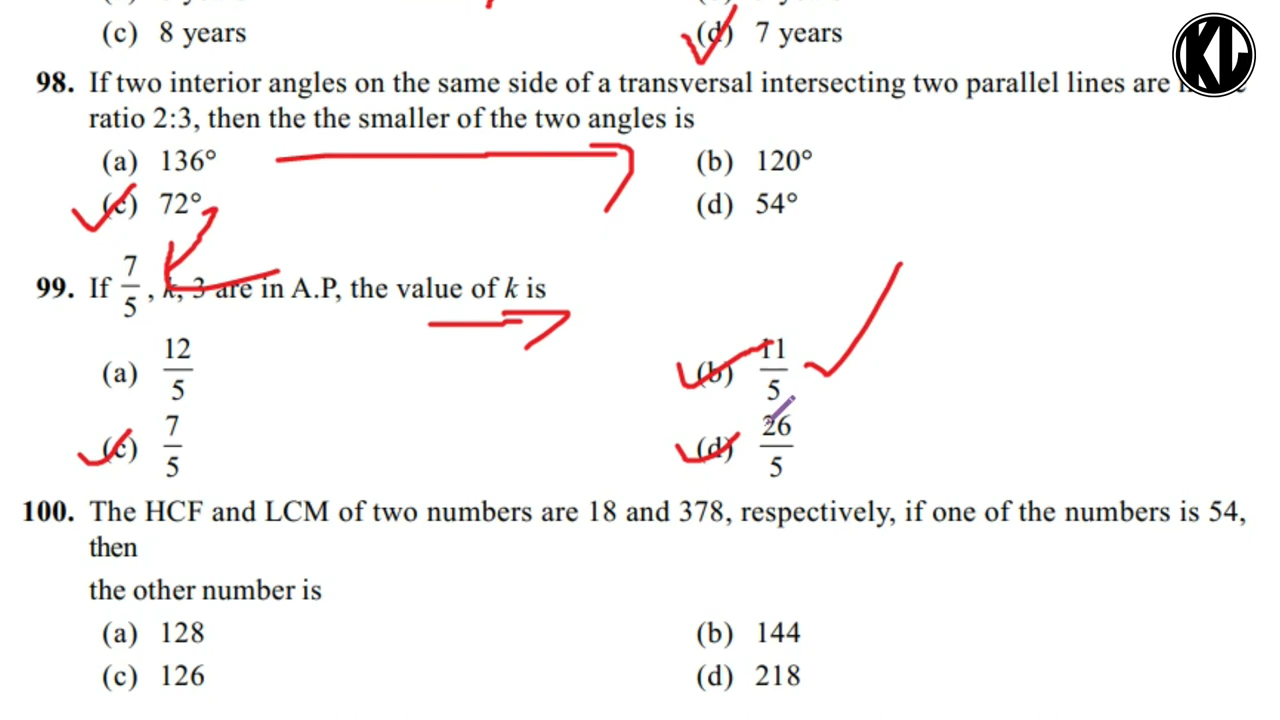 (c) 8 years (d) 7 years
KL
98. If two interior angles on the same side of a transversal intersecting two parallel lines are
ratio 2:3, then the the smaller of the two angles is
(a) 136° (b) 120°
(c) 72° (d) 54°
99. If 7/5, k, 3 are in A.P, the value of k is
(a) 12/5 (b) 11/5
(c) 7/5 (d) 26/5
100. The HCF and LCM of two numbers are 18 and 378, respectively, if one of the numbers is 54,
then
the other number is
(a) 128 (b) 144
(c) 126 (d) 218